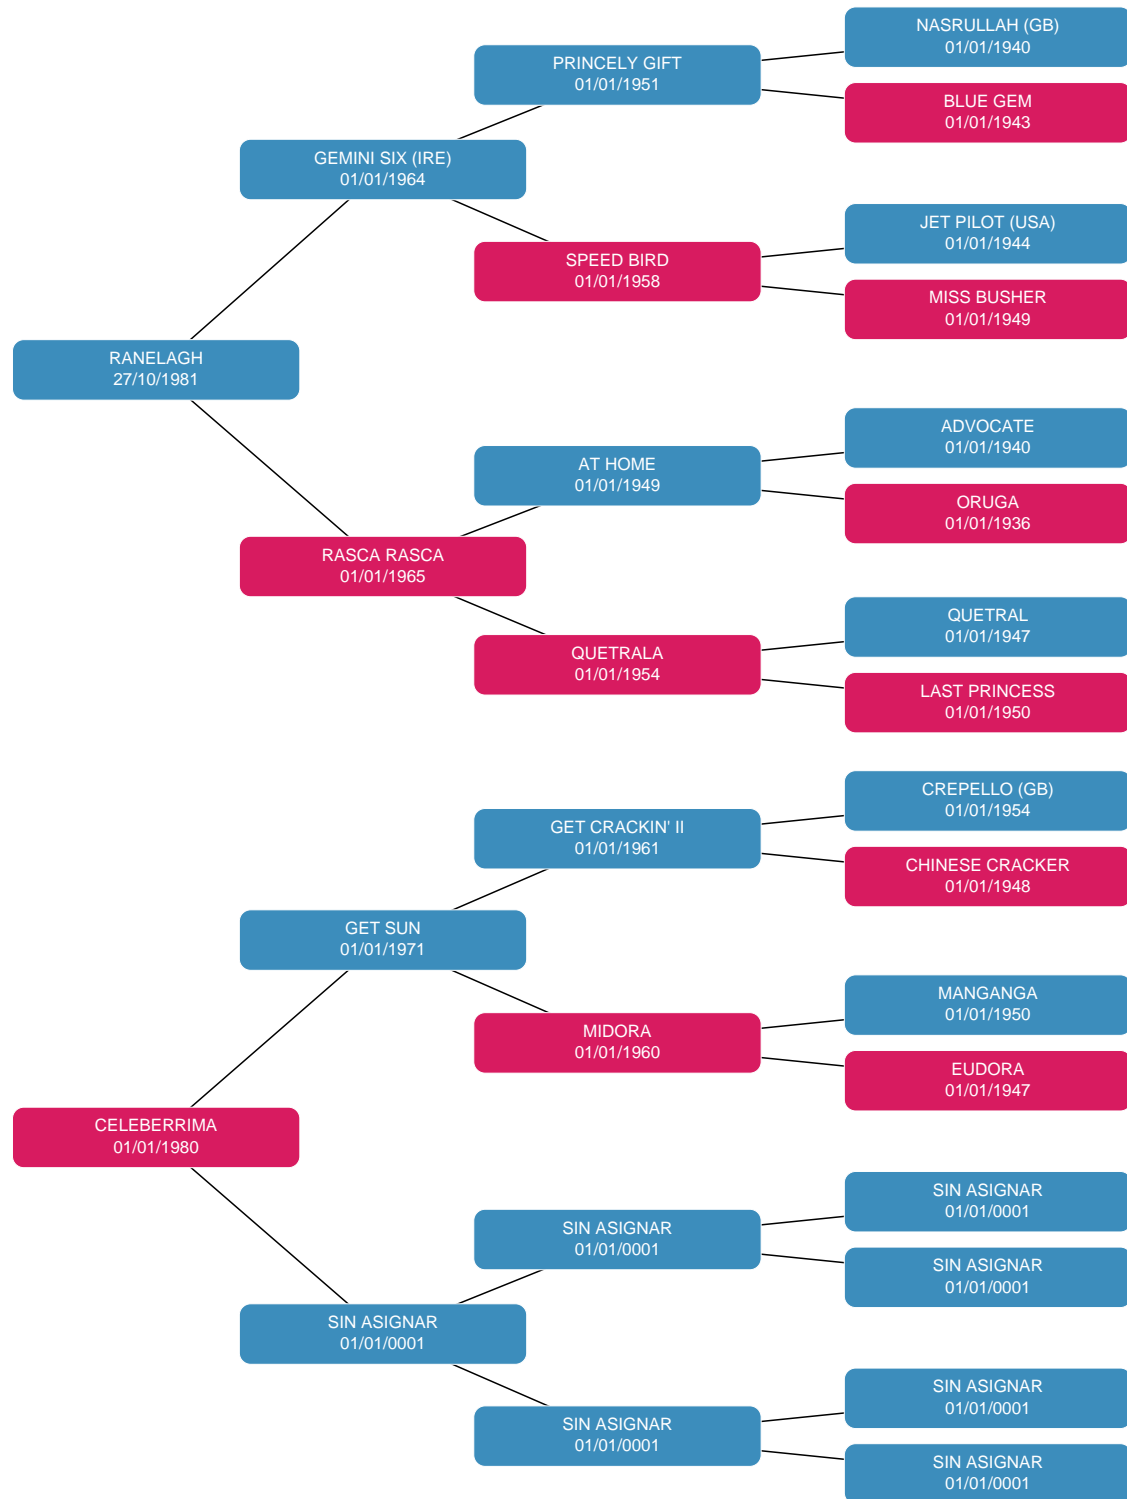 NASRULLAH (GB)
01/01/1940
PRINCELY GIFT
01/01/1951
BLUE GEM
01/01/1943
GEMINI SIX (IRE)
01/01/1964
JET PILOT (USA)
01/01/1944
SPEED BIRD
01/01/1958
MISS BUSHER
01/01/1949
RANELAGH
27/10/1981
ADVOCATE
01/01/1940
AT HOME
01/01/1949
ORUGA
01/01/1936
RASCA RASCA
01/01/1965
QUETRAL
01/01/1947
QUETRALA
01/01/1954
LAST PRINCESS
01/01/1950
CREPELLO (GB)
01/01/1954
GET CRACKIN' II
01/01/1961
CHINESE CRACKER
01/01/1948
GET SUN
01/01/1971
MANGANGA
01/01/1950
MIDORA
01/01/1960
EUDORA
01/01/1947
CELEBERRIMA
01/01/1980
SIN ASIGNAR
01/01/0001
SIN ASIGNAR
01/01/0001
SIN ASIGNAR
01/01/0001
SIN ASIGNAR
01/01/0001
SIN ASIGNAR
01/01/0001
SIN ASIGNAR
01/01/0001
SIN ASIGNAR
01/01/0001